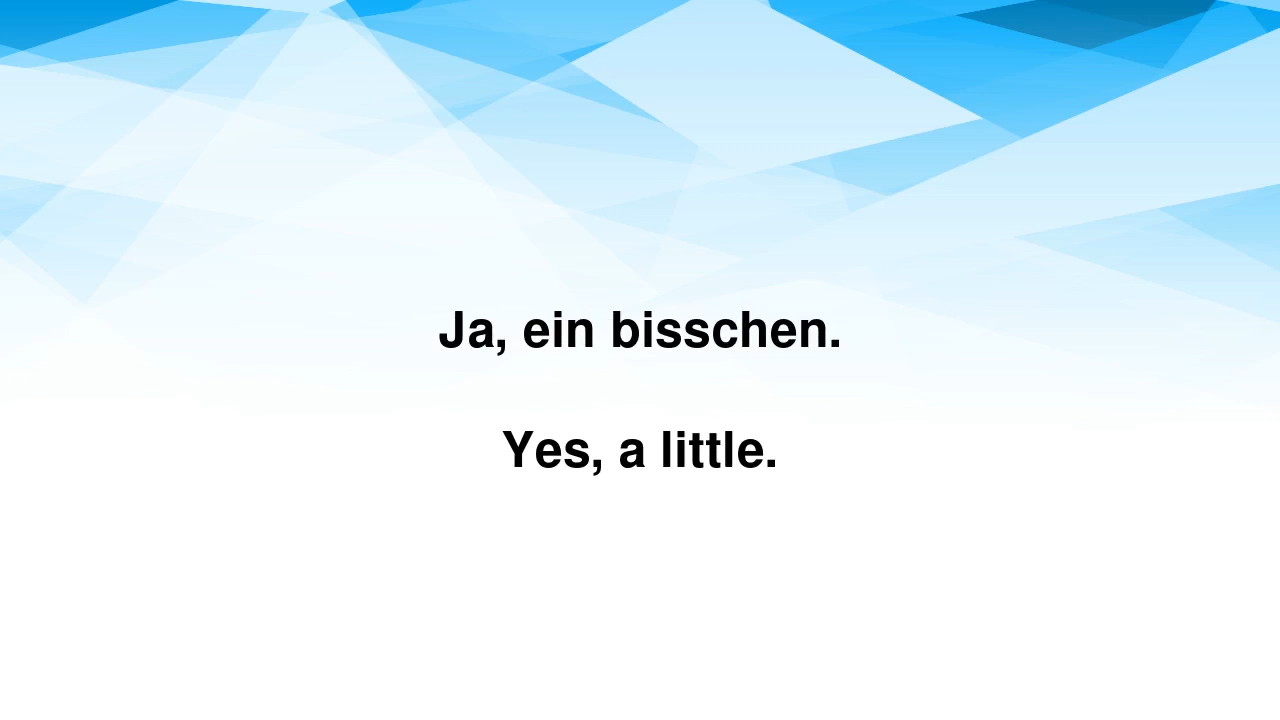 Ja, ein bisschen.
Yes, a little.